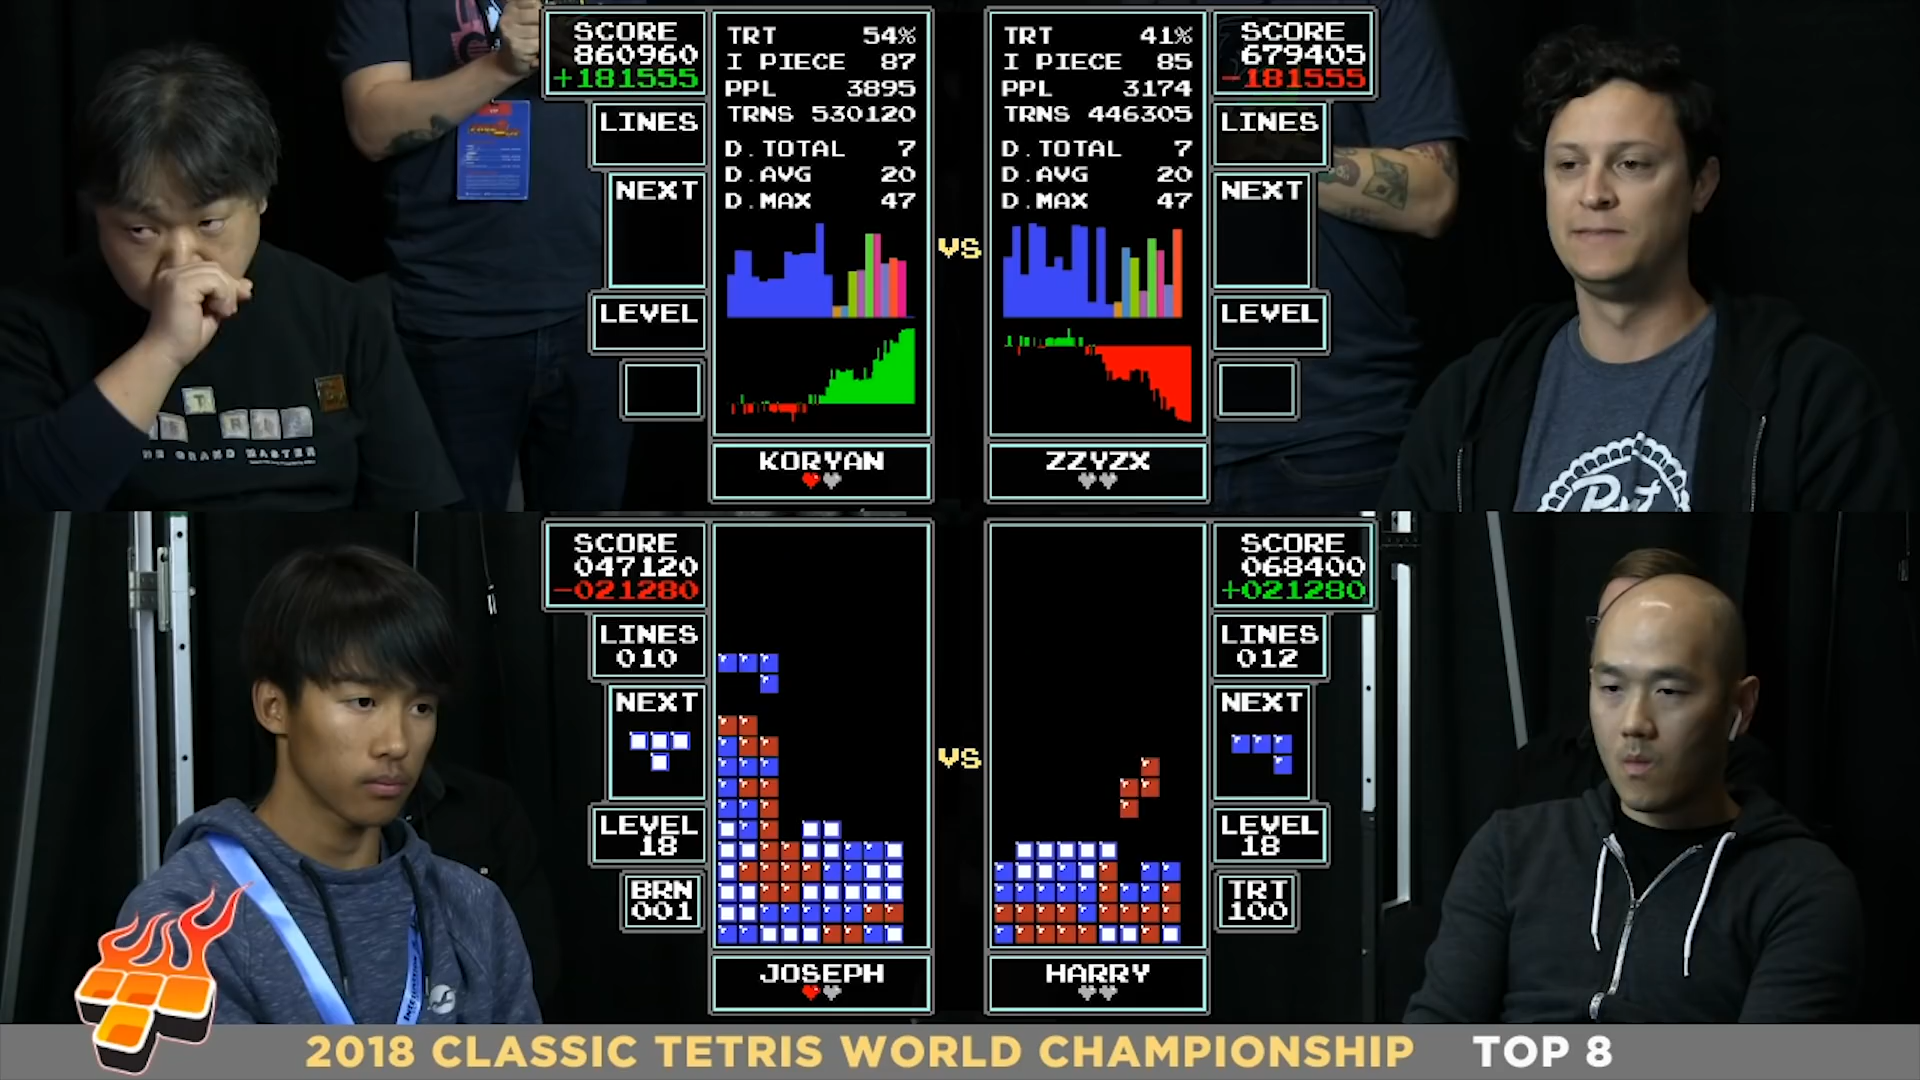 SCORE
860960
+181555
LINES
NEXT
LEVEL
TRT 54%
I PIECE 87
PPL 3895
TRNS 530120
D.TOTAL 7
D.AVG 20
D.MAX 47
KORYAN
VS
TRT 41%
I PIECE 85
PPL 3174
TRNS 446305
D.TOTAL 7
D.AVG 20
D.MAX 47
ZZYZX
SCORE
679405
-181555
LINES
NEXT
LEVEL
T
GRAND MASTER
SCORE
047120
-021280
LINES
010
NEXT
LEVEL
18
BRN
001
JOSEPH
VS
HARRY
SCORE
068400
+021280
LINES
012
NEXT
LEVEL
18
TRT
100
2018 CLASSIC TETRIS WORLD CHAMPIONSHIP TOP 8